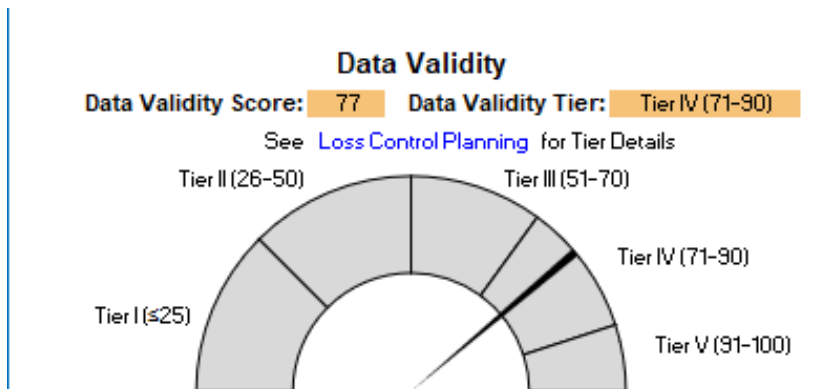 Data Validity
Data Validity Score: 77 Data Validity Tier: Tier IV (71-90)
See Loss Control Planning for Tier Details
Tier II (26-50) Tier III (51-70)
Tier IV (71-90)
Tier I (≤25)
Tier V (91-100)